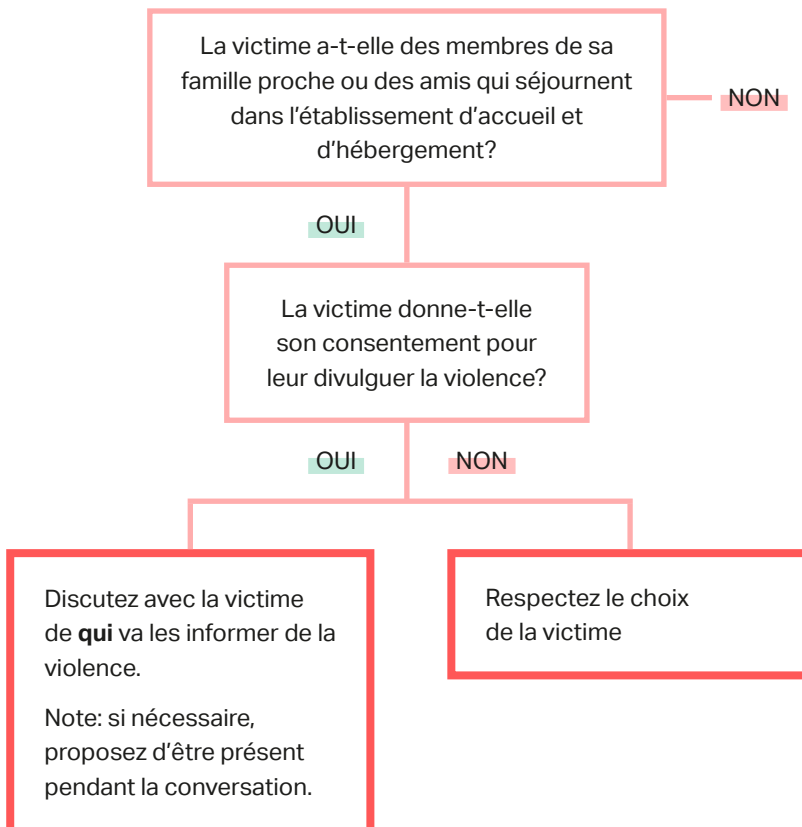 La victime a-t-elle des membres de sa
famille proche ou des amis qui séjournent
dans l'établissement d'accueil et
d'hébergement?
NON
OUI
La victime donne-t-elle
son consentement pour
leur divulguer la violence?
OUI
NON
Discutez avec la victime
de qui va les informer de la
violence.
Note: si nécessaire,
proposez d'être présent
pendant la conversation.
Respectez le choix
de la victime